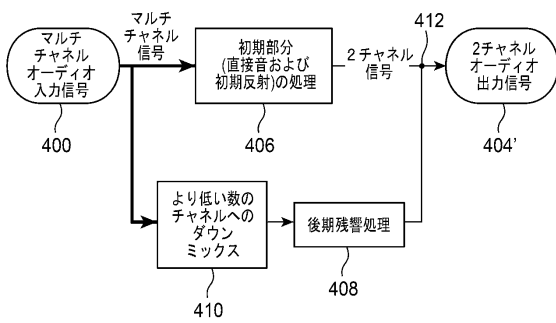 マルチ
チャネル
オーディオ
入力信号
400
マルチ
チャネル
信号
初期部分
(直接音および
初期反射)の処理
406
2チャネル
信号
412
2チャネル
オーディオ
出力信号
404'
より低い数の
チャネルへの
ダウン
ミックス
410
後期残響処理
408